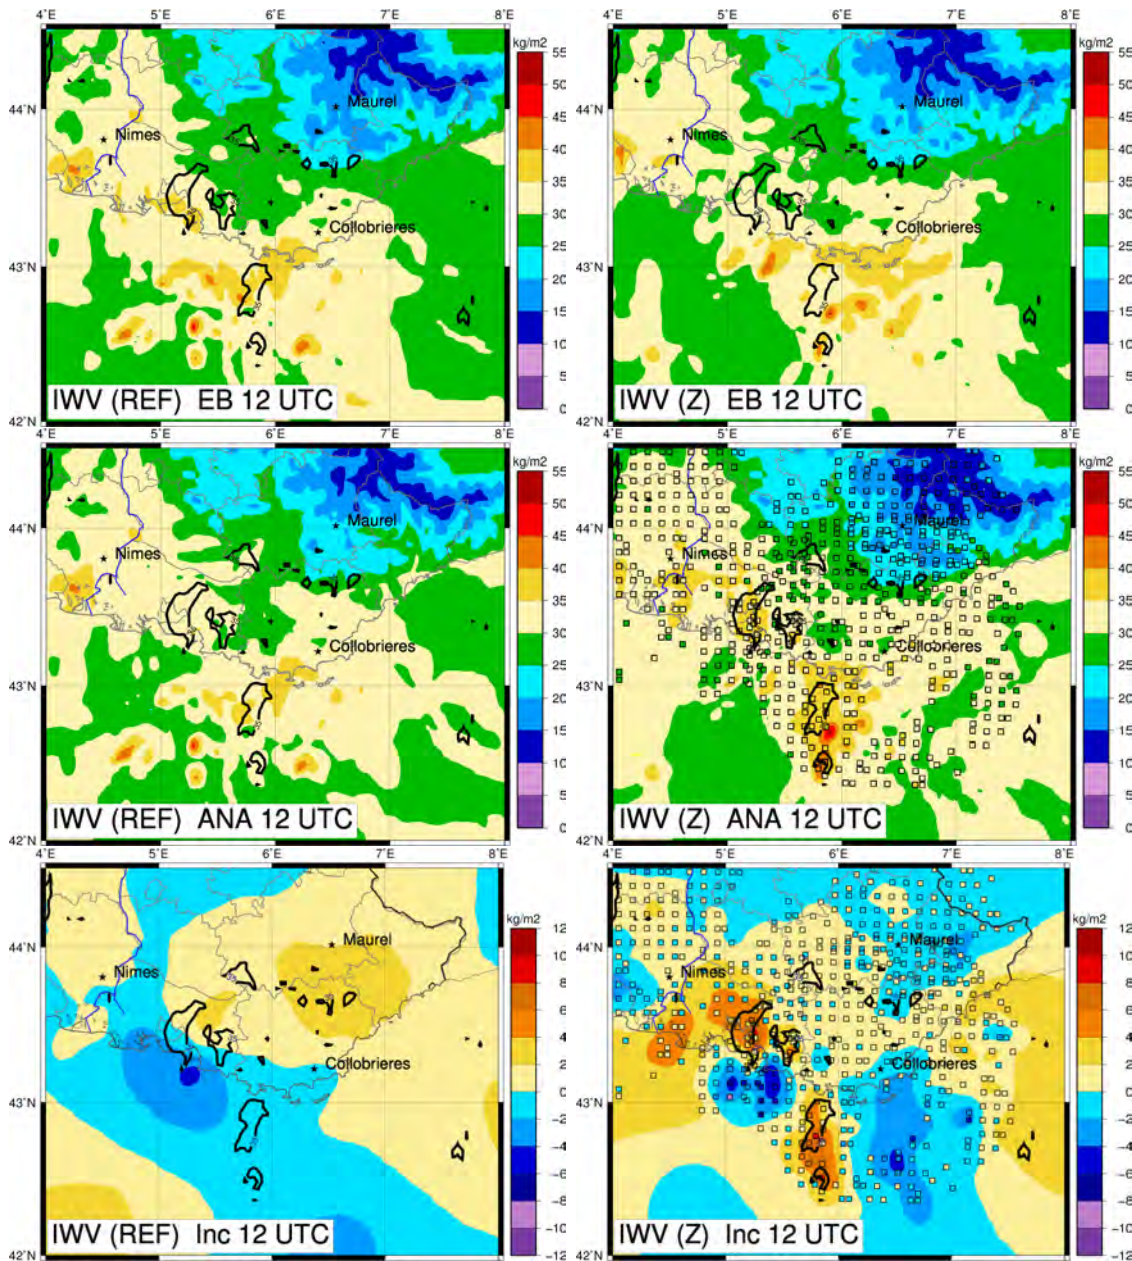 4˚E 5˚E 6˚E 7˚E 8˚E 4˚E 5˚E 6˚E 7˚E 8˚E
kg/m2 kg/m2
55 50 45 40 35 30 25 20 15 10 5 0
55 50 45 40 35 30 25 20 15 10 5 0
44˚N Maurel 44˚N Maurel
Nimes Nimes
Collobrieres Collobrieres
43˚N 43˚N
IWV (REF) EB 12 UTC IWV (Z) EB 12 UTC
42˚N 42˚N
4˚E 5˚E 6˚E 7˚E 8˚E 4˚E 5˚E 6˚E 7˚E 8˚E
kg/m2 kg/m2
55 50 45 40 35 30 25 20 15 10 5 0
55 50 45 40 35 30 25 20 15 10 5 0
44˚N Maurel 44˚N Maurel
Nimes Nimes
Collobrieres Collobrieres
43˚N 43˚N
IWV (REF) ANA 12 UTC IWV (Z) ANA 12 UTC
42˚N 42˚N
4˚E 5˚E 6˚E 7˚E 8˚E 4˚E 5˚E 6˚E 7˚E 8˚E
kg/m2 kg/m2
12 10 8 6 4 2 0 −2 −4 −6 −8 −10 −12
12 10 8 6 4 2 0 −2 −4 −6 −8 −10 −12
44˚N Maurel 44˚N Maurel
Nimes Nimes
Collobrieres Collobrieres
43˚N 43˚N
IWV (REF) Inc 12 UTC IWV (Z) Inc 12 UTC
42˚N 42˚N